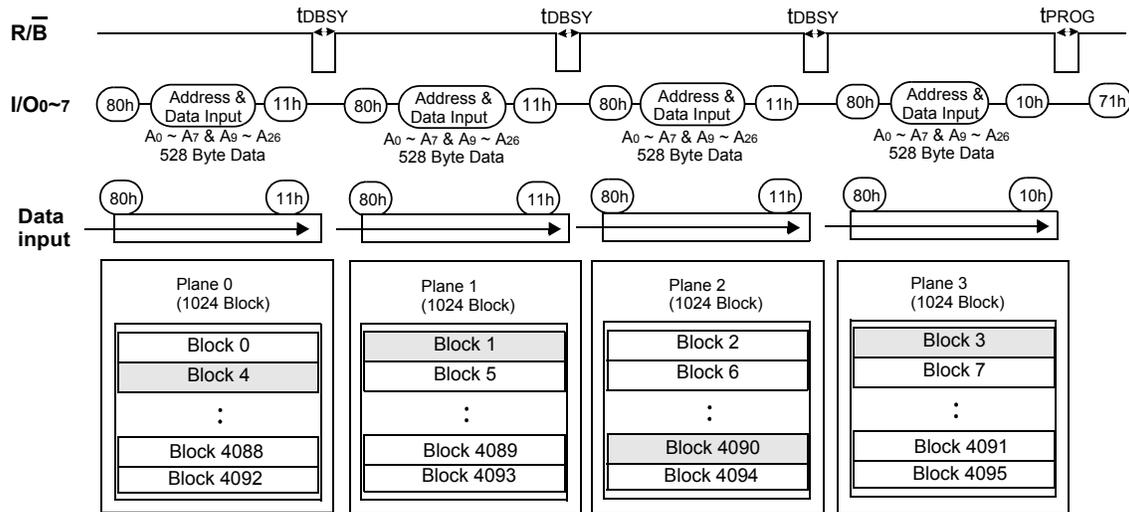 tDBSY tDBSY tDBSY tPROG
R/B
I/O0~7 80h Address & Data Input 11h 80h Address & Data Input 11h 80h Address & Data Input 11h 80h Address & Data Input 10h 71h
A0 ~ A7 & A9 ~ A26 A0 ~ A7 & A9 ~ A26 A0 ~ A7 & A9 ~ A26 A0 ~ A7 & A9 ~ A26
528 Byte Data 528 Byte Data 528 Byte Data 528 Byte Data
Data input 80h 11h 80h 11h 80h 11h 80h 10h
Plane 0
(1024 Block)
Block 0
Block 4
:
Block 4088
Block 4092
Plane 1
(1024 Block)
Block 1
Block 5
:
Block 4089
Block 4093
Plane 2
(1024 Block)
Block 2
Block 6
:
Block 4090
Block 4094
Plane 3
(1024 Block)
Block 3
Block 7
:
Block 4091
Block 4095